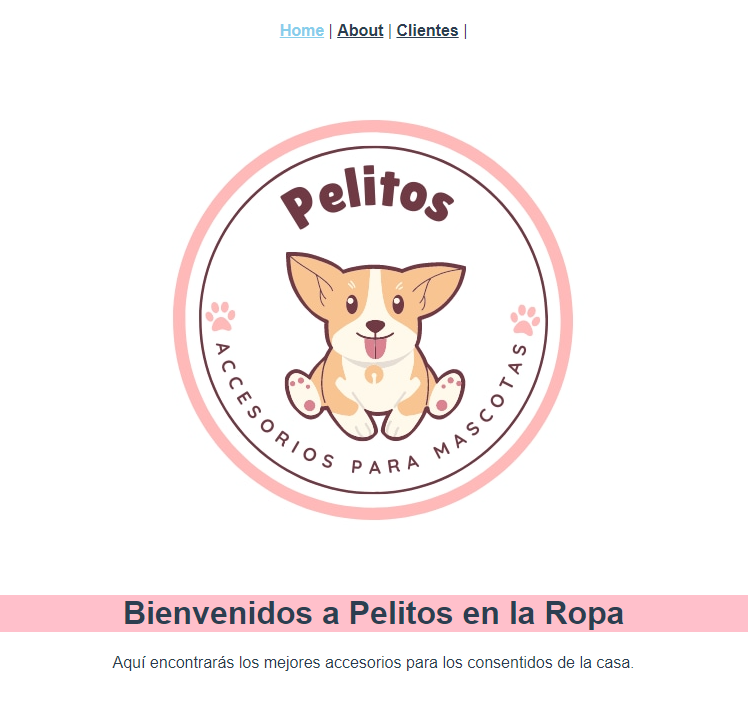 Home | About | Clientes |
Pelitos
ACCESORIOS PARA MASCOTAS
Bienvenidos a Pelitos en la Ropa
Aquí encontrarás los mejores accesorios para los consentidos de la casa.